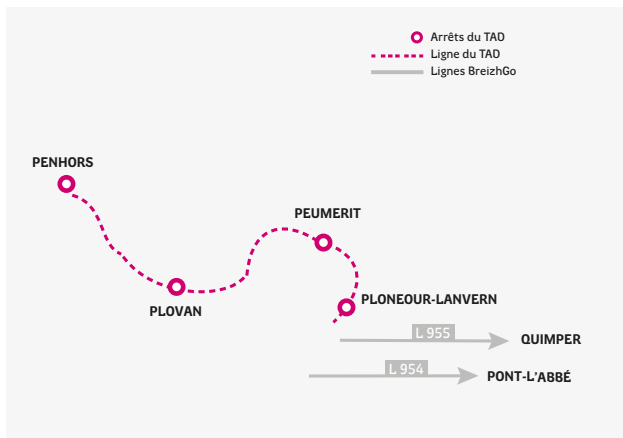 Arrêts du TAD
Ligne du TAD
Lignes BreizhGo
PENHORS
PEUMERIT
PLOVAN
PLONEOUR-LANVERN
L 955
QUIMPER
L 954
PONT-L'ABBÉ